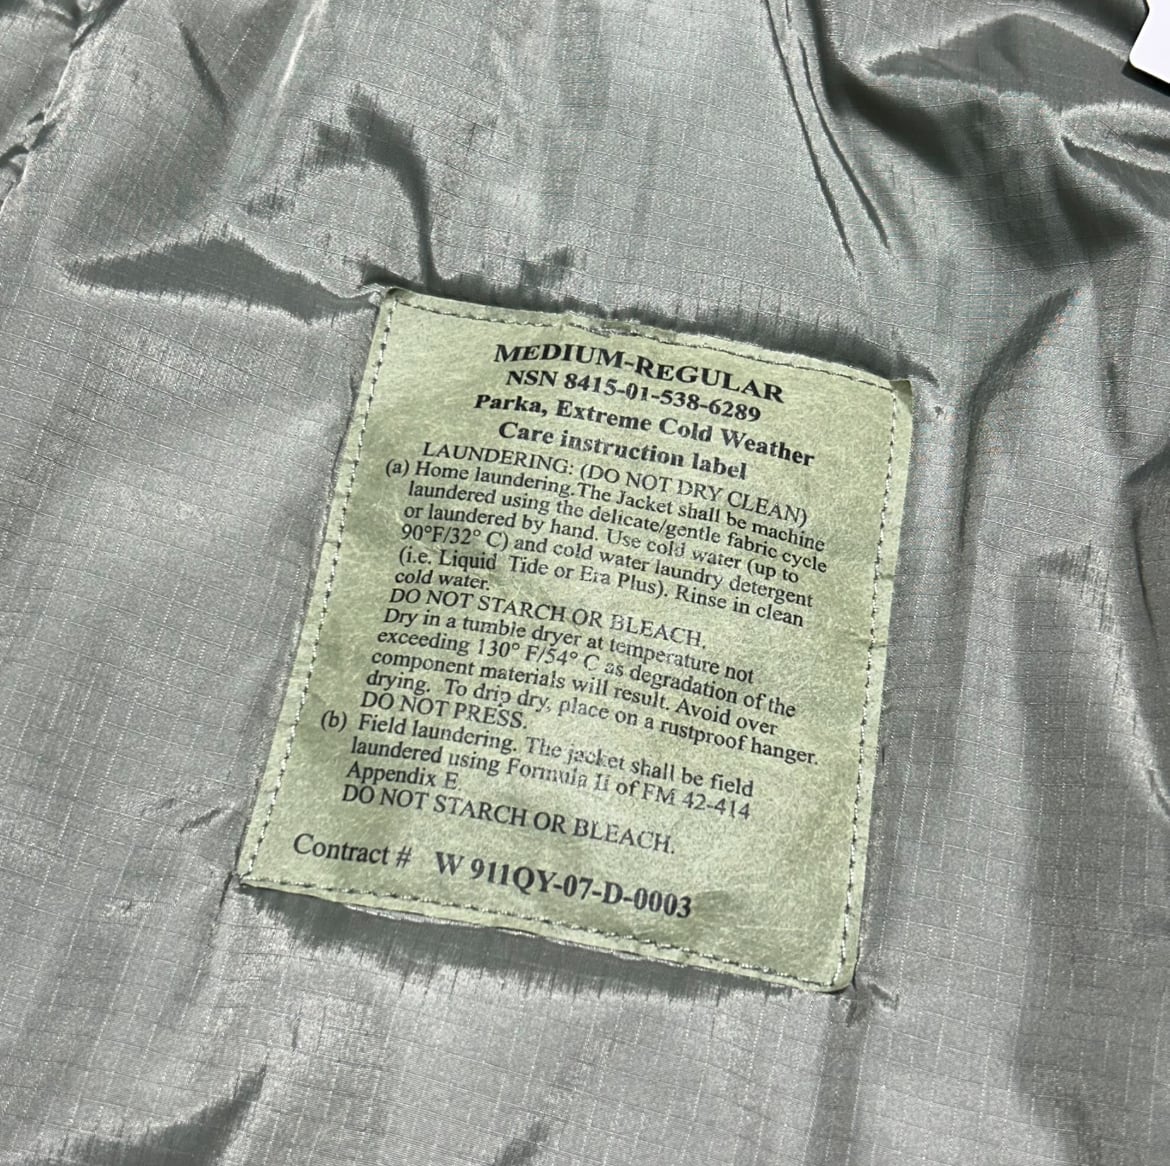 MEDIUM-REGULAR
NSN 8415-01-538-6289
Parka, Extreme Cold Weather
Care instruction label
LAUNDERING: (DO NOT DRY CLEAN)
(a) Home laundering.The Jacket shall be machine
laundered using the delicate/gentle fabric cycle
or laundered by hand. Use cold water (up to
90°F/32° C) and cold water laundry detergent
(i.e. Liquid Tide or Era Plus). Rinse in clean
cold water.
DO NOT STARCH OR BLEACH.
Dry in a tumble dryer at temperature not
exceeding 130° F/54° C as degradation of the
component materials will result. Avoid over
drying. To drip dry, place on a rustproof hanger.
DO NOT PRESS.
(b) Field laundering. The jacket shall be field
laundered using Formula II of FM 42-414
Appendix E.
DO NOT STARCH OR BLEACH.
Contract # W 911QY-07-D-0003